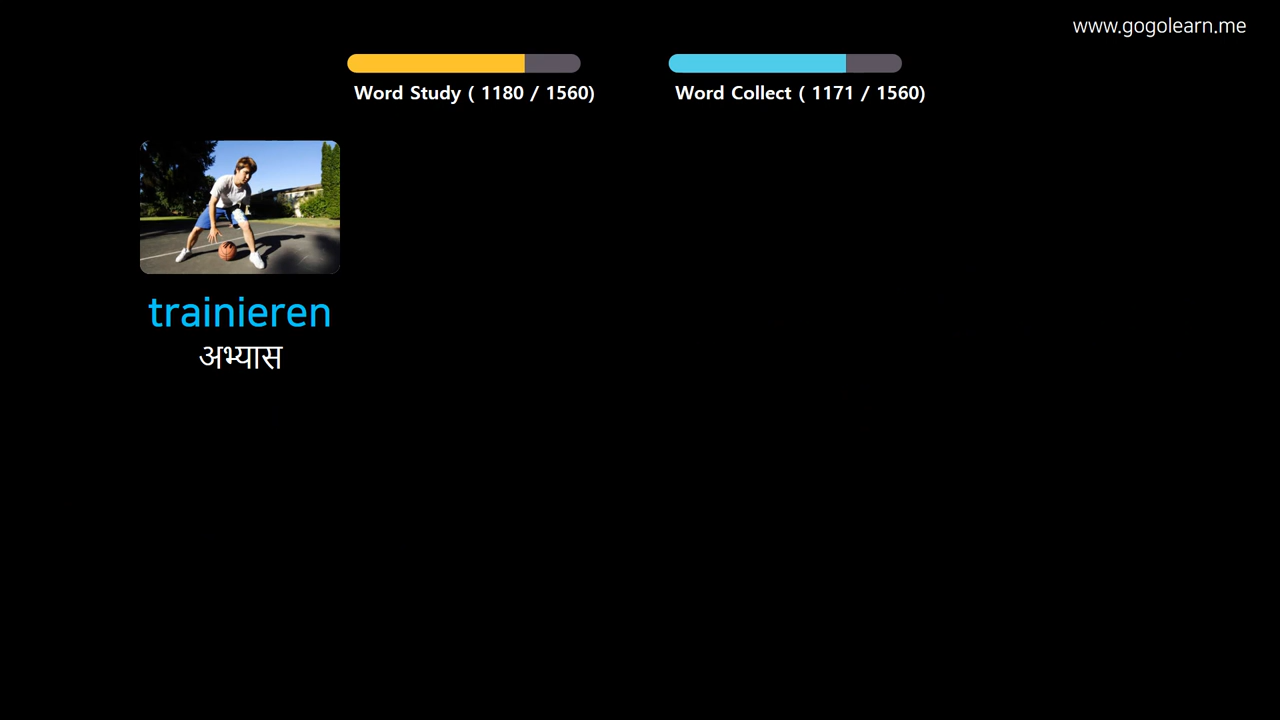 www.gogolearn.me
Word Study ( 1180 / 1560)
Word Collect ( 1171 / 1560)
trainieren
अभ्यास